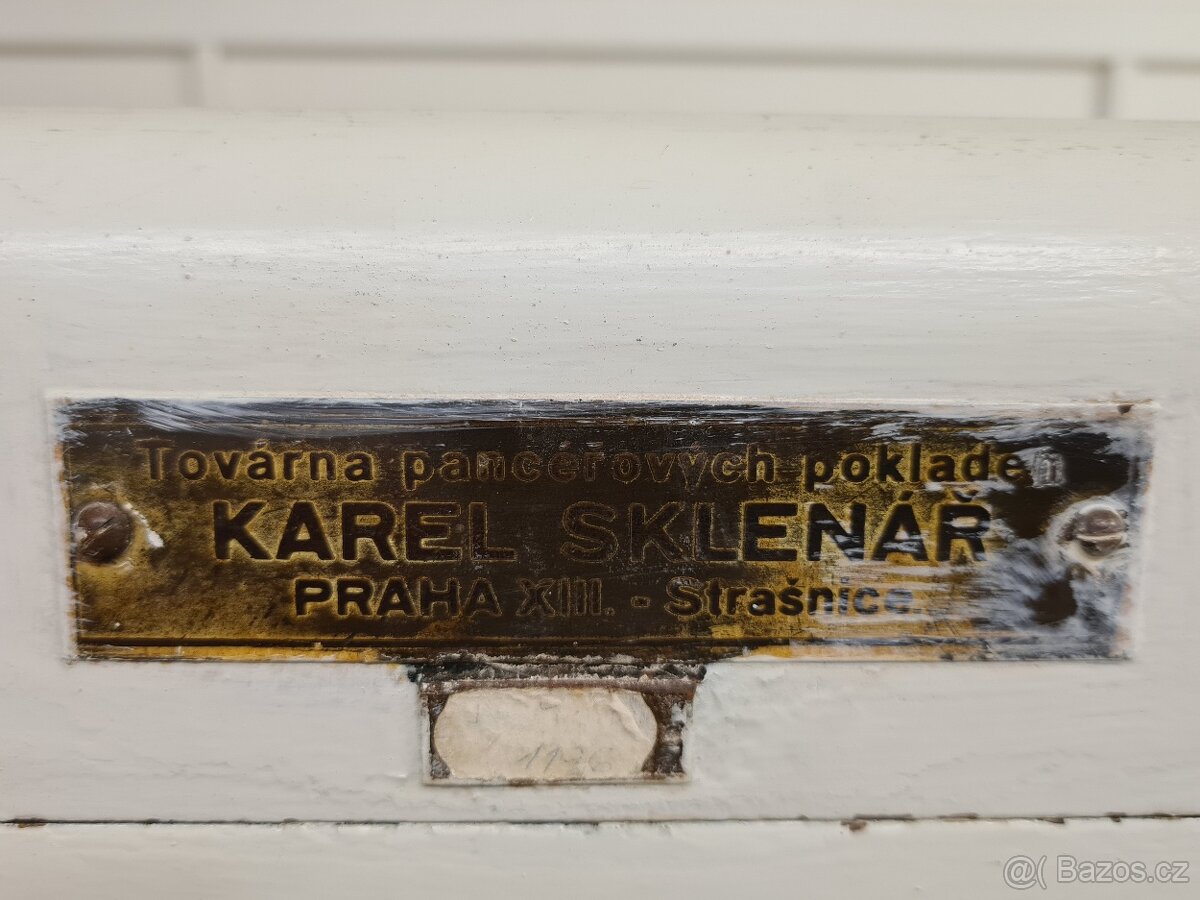 Továrna pancéřových pokladen
KAREL SKLENÁŘ
PRAHA XIII. - Strašnice.
@( Bazos.cz